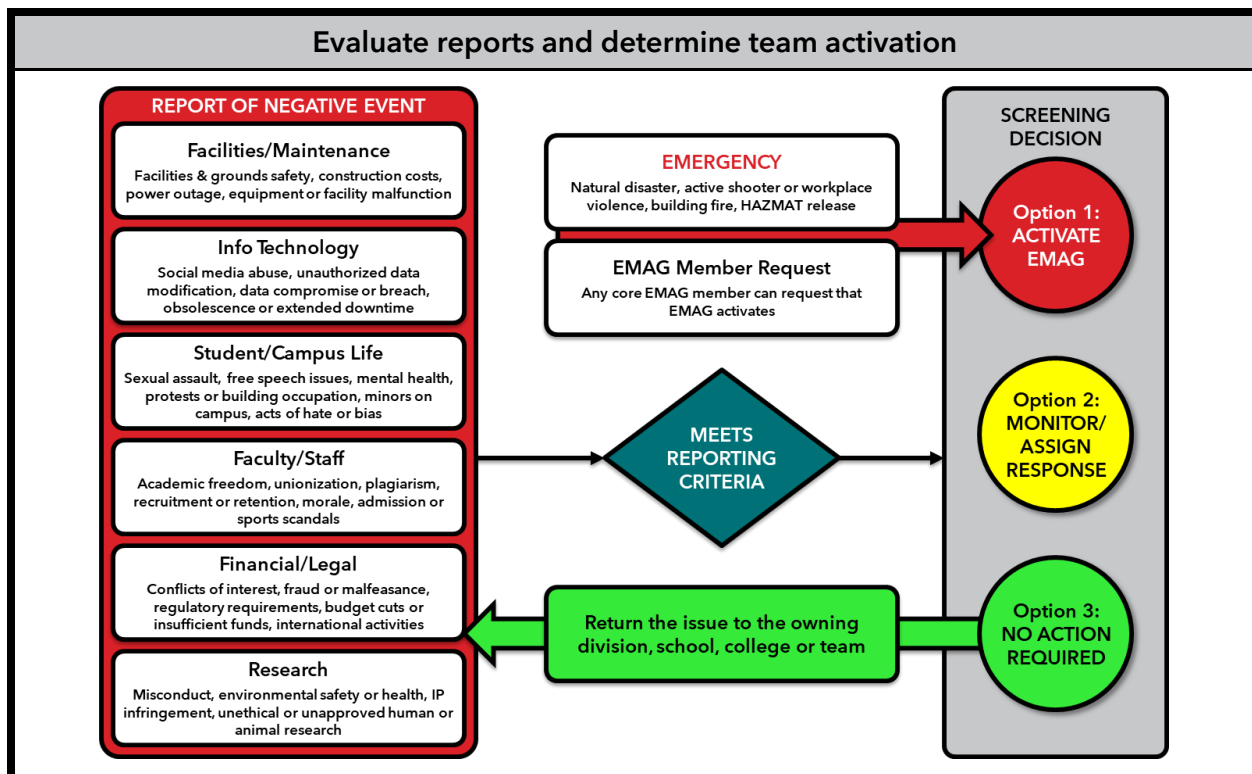 Evaluate reports and determine team activation
REPORT OF NEGATIVE EVENT
Facilities/Maintenance
Facilities & grounds safety, construction costs,
power outage, equipment or facility malfunction
Info Technology
Social media abuse, unauthorized data
modification, data compromise or breach,
obsolescence or extended downtime
Student/Campus Life
Sexual assault, free speech issues, mental health,
protests or building occupation, minors on
campus, acts of hate or bias
Faculty/Staff
Academic freedom, unionization, plagiarism,
recruitment or retention, morale, admission or
sports scandals
Financial/Legal
Conflicts of interest, fraud or malfeasance,
regulatory requirements, budget cuts or
insufficient funds, international activities
Research
Misconduct, environmental safety or health, IP
infringement, unethical or unapproved human or
animal research
EMERGENCY
Natural disaster, active shooter or workplace
violence, building fire, HAZMAT release
EMAG Member Request
Any core EMAG member can request that
EMAG activates
MEETS
REPORTING
CRITERIA
Return the issue to the owning
division, school, college or team
SCREENING
DECISION
Option 1:
ACTIVATE
EMAG
Option 2:
MONITOR/
ASSIGN
RESPONSE
Option 3:
NO ACTION
REQUIRED